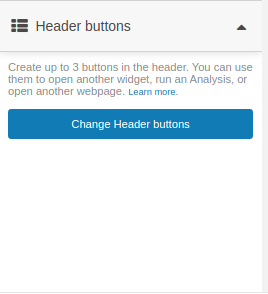 Header buttons
Create up to 3 buttons in the header. You can use
them to open another widget, run an Analysis, or
open another webpage. Learn more.
Change Header buttons